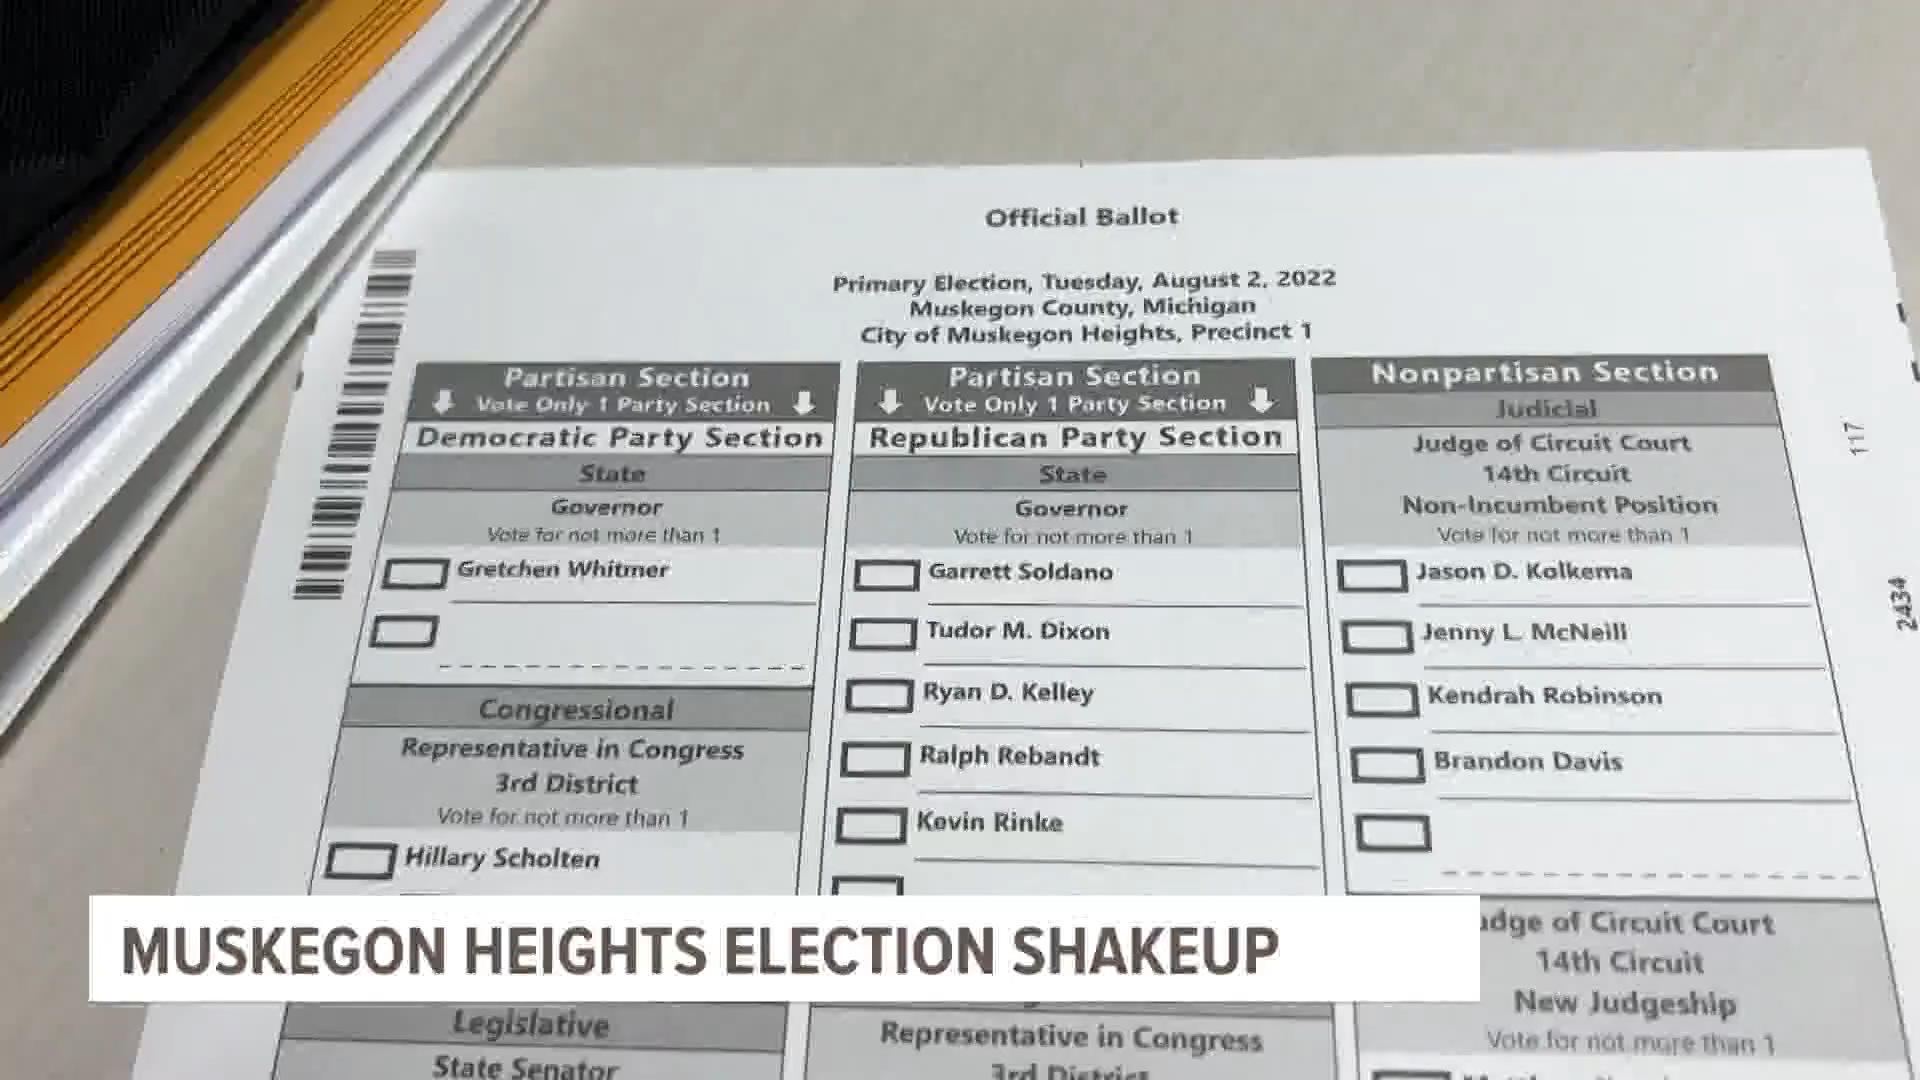 Official Ballot
Primary Election, Tuesday, August 2, 2022
Muskegon County, Michigan
City of Muskegon Heights, Precinct 1
Partisan Section
Vote Only 1 Party Section
Democratic Party Section
State
Governor
Vote for not more than 1
Gretchen Whitmer
Congressional
Representative in Congress
3rd District
Vote for not more than 1
Hillary Scholten
Legislative
State Senator
Partisan Section
Vote Only 1 Party Section
Republican Party Section
State
Governor
Vote for not more than 1
Garrett Soldano
Tudor M. Dixon
Ryan D. Kelley
Ralph Rebandt
Kevin Rinke
Representative in Congress
3rd District
Nonpartisan Section
Judicial
Judge of Circuit Court
14th Circuit
Non-Incumbent Position
Vote for not more than 1
Jason D. Kolkema
Jenny L. McNeill
Kendrah Robinson
Brandon Davis
udge of Circuit Court
14th Circuit
New Judgeship
Vote for not more than 1
117
2434
MUSKEGON HEIGHTS ELECTION SHAKEUP